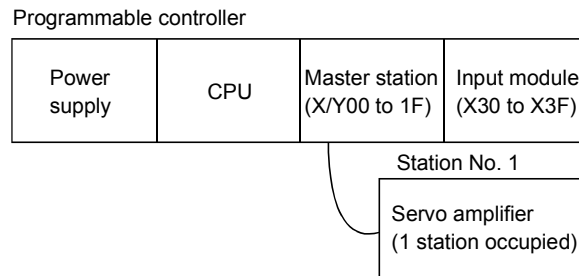 Programmable controller
Power
supply
CPU
Master station
(X/Y00 to 1F)
Input module
(X30 to X3F)
Station No. 1
Servo amplifier
(1 station occupied)